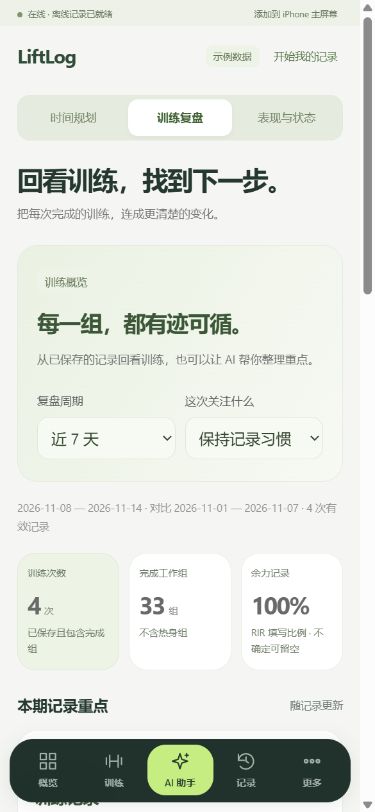 在线 · 离线记录已就绪
添加到 iPhone 主屏幕
LiftLog
示例数据
开始我的记录
时间规划
训练复盘
表现与状态
回看训练，找到下一步。
把每次完成的训练，连成更清楚的变化。
训练概览
每一组，都有迹可循。
从已保存的记录回看训练，也可以让 AI 帮你整理重点。
复盘周期
这次关注什么
近 7 天
保持记录习惯
2026-11-08 — 2026-11-14 · 对比 2026-11-01 — 2026-11-07 · 4 次有
效记录
训练次数
4 次
已保存且包含完成
组
完成工作组
33 组
不含热身组
余力记录
100%
RIR 填写比例 · 不
确定可留空
本期记录重点
随记录更新
概览
训练
AI 助手
记录
更多